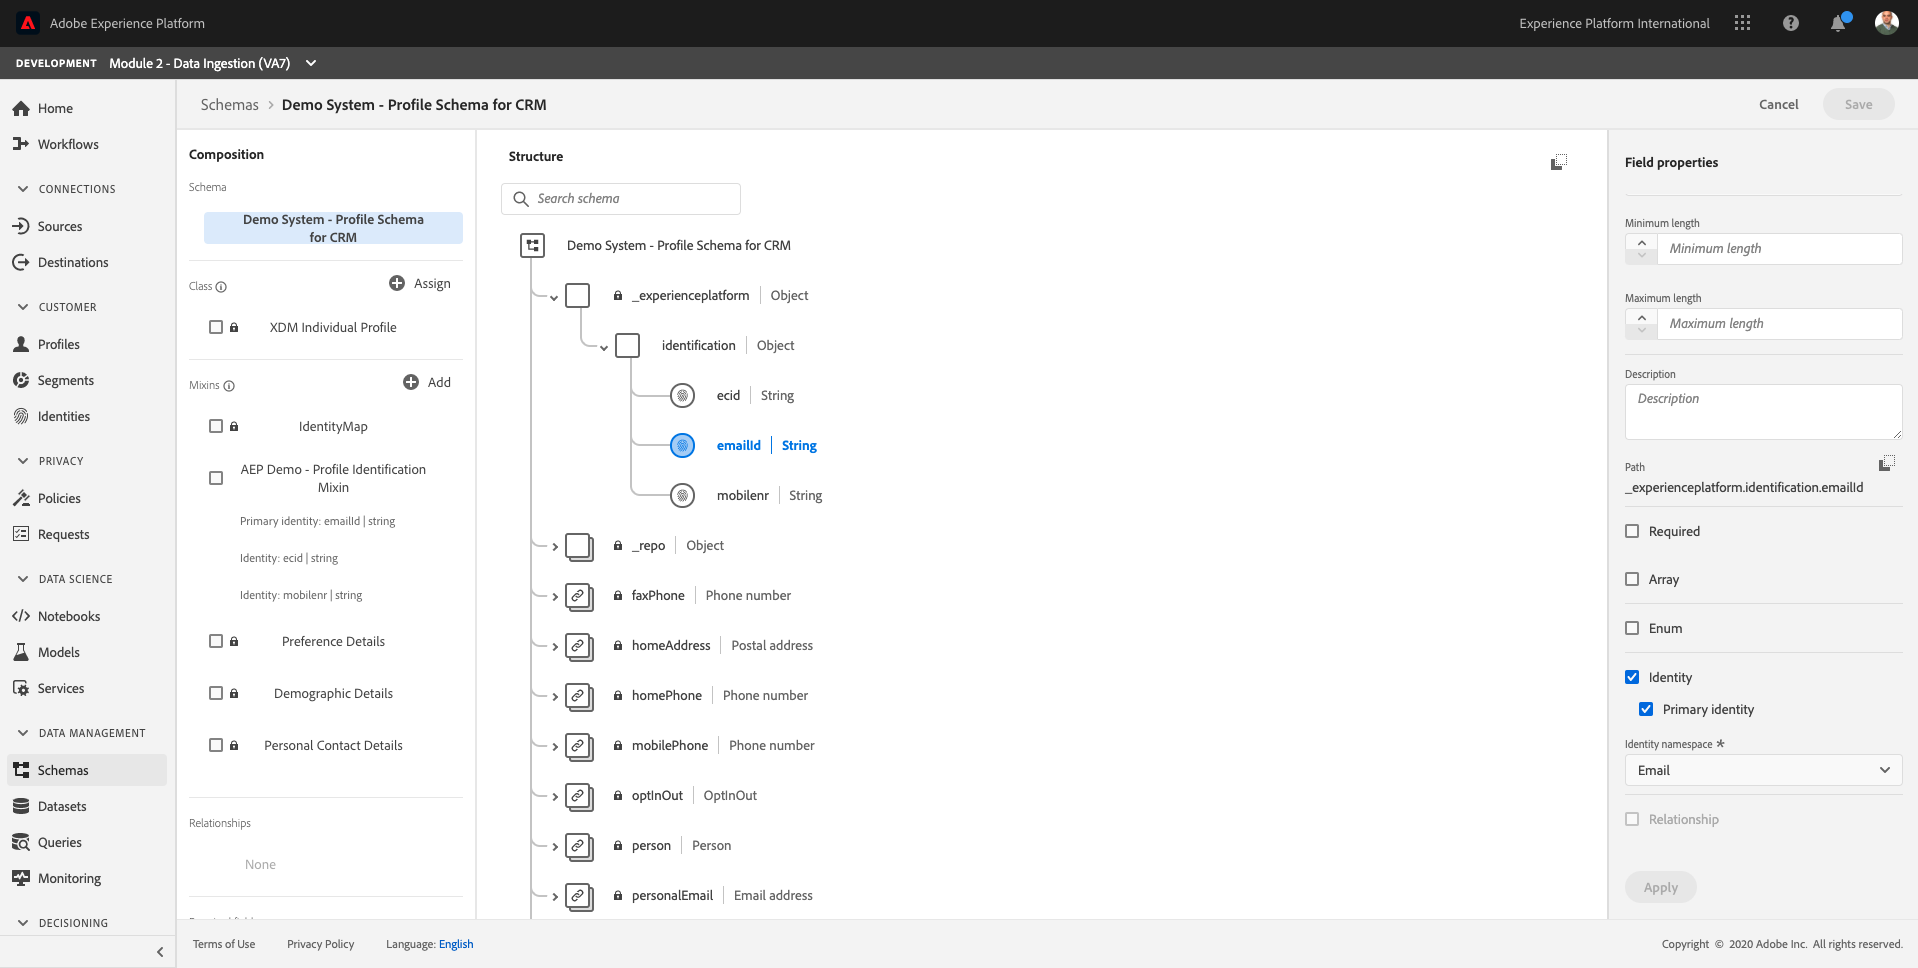 Adobe Experience Platform
Experience Platform International
DEVELOPMENT Module 2 - Data Ingestion (VA7)
Home
Workflows
CONNECTIONS
Sources
Destinations
CUSTOMER
Profiles
Segments
Identities
PRIVACY
Policies
Requests
DATA SCIENCE
Notebooks
Models
Services
DATA MANAGEMENT
Schemas
Datasets
Queries
Monitoring
DECISIONING
Schemas > Demo System - Profile Schema for CRM
Cancel
Save
Composition
Schema
Demo System - Profile Schema
for CRM
Class
Assign
XDM Individual Profile
Mixins
Add
IdentityMap
AEP Demo - Profile Identification
Mixin
Primary identity: emailId | string
Identity: ecid | string
Identity: mobilenr | string
Preference Details
Demographic Details
Personal Contact Details
Relationships
None
Structure
Search schema
Demo System - Profile Schema for CRM
_experienceplatform | Object
identification | Object
ecid | String
emailId | String
mobilenr | String
_repo | Object
faxPhone | Phone number
homeAddress | Postal address
homePhone | Phone number
mobilePhone | Phone number
optInOut | OptInOut
person | Person
personalEmail | Email address
Field properties
Minimum length
Minimum length
Maximum length
Maximum length
Description
Description
Path
_experienceplatform.identification.emailId
Required
Array
Enum
Identity
Primary identity
Identity namespace *
Email
Relationship
Apply
Terms of Use
Privacy Policy
Language: English
Copyright © 2020 Adobe Inc. All rights reserved.